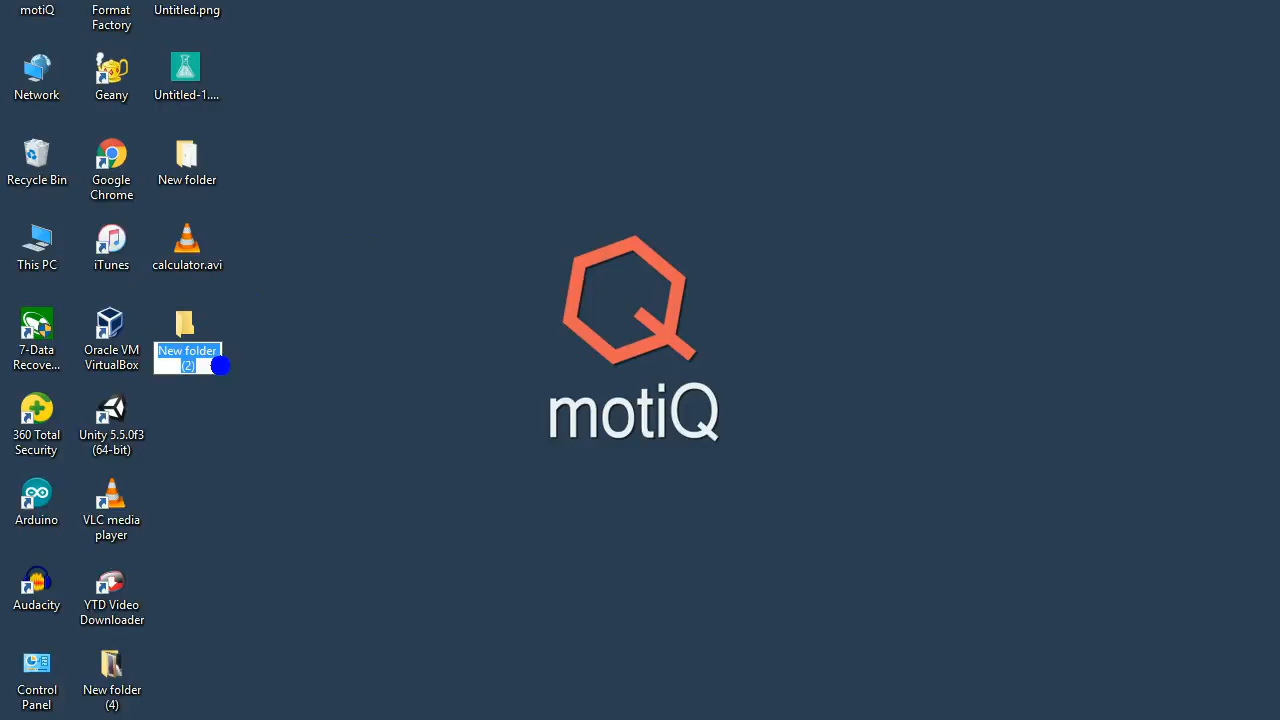 motiQ
Format
Factory
Untitled.png
Network
Geany
Untitled-1....
Recycle Bin
Google
Chrome
New folder
This PC
iTunes
calculator.avi
7-Data
Recove...
Oracle VM
VirtualBox
New folder
(2)
360 Total
Security
Unity 5.5.0f3
(64-bit)
Arduino
VLC media
player
Audacity
YTD Video
Downloader
Control
Panel
New folder
(4)
motiQ